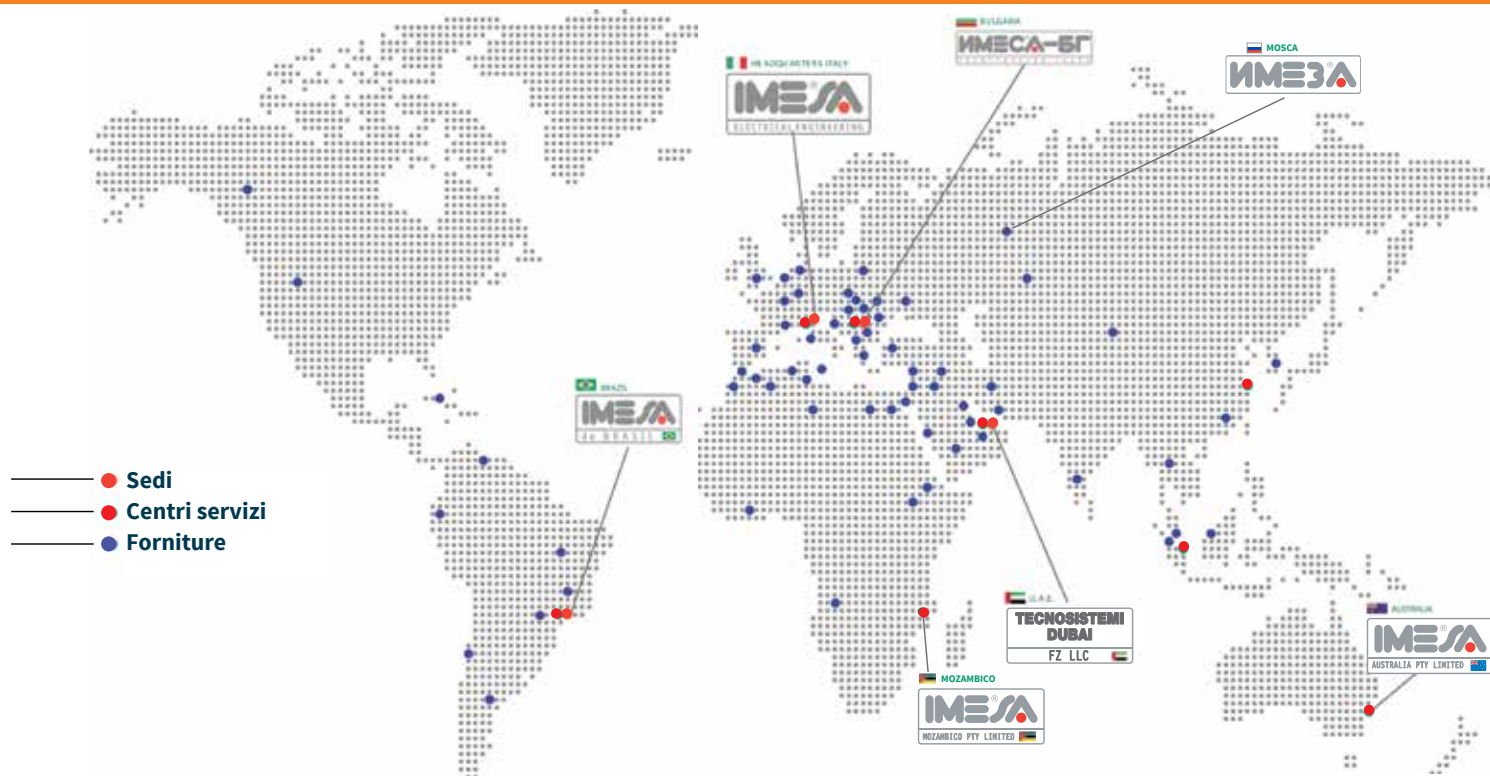 BULGARIA
ИМЕСА-БГ
MOSCA
ИМЕЗА
HEADQUARTERS ITALY
IMESA®
ELECTRICAL ENGINEERING
BRAZIL
IMESA
do BRASIL
Sedi
Centri servizi
Forniture
U.A.E.
TECNOSISTEMI
DUBAI
FZ LLC
AUSTRALIA
IMESA®
AUSTRALIA PTY LIMITED
MOZAMBICO
IMESA®
MOZAMBICO PTY LIMITED